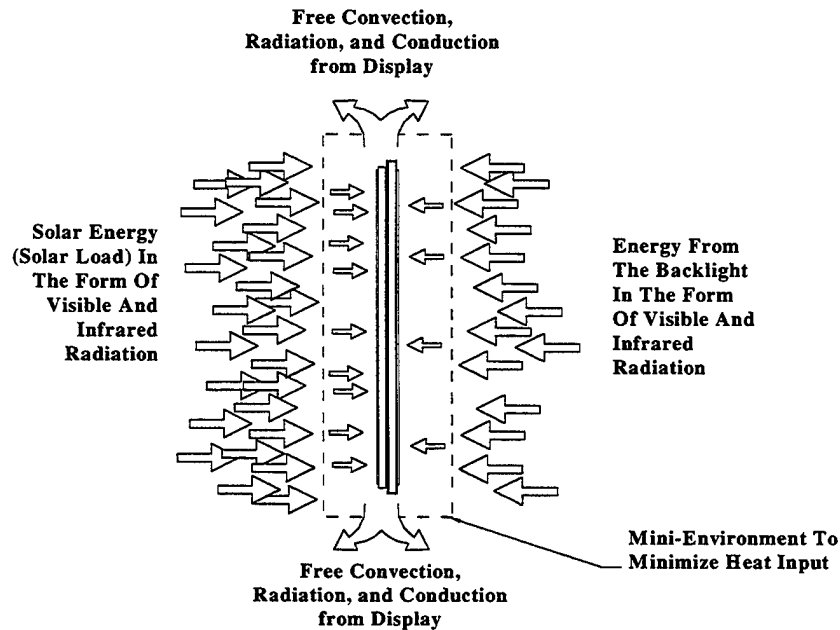 Free Convection,
Radiation, and Conduction
from Display
Solar Energy
(Solar Load) In
The Form Of
Visible And
Infrared
Radiation
Energy From
The Backlight
In The Form
Of Visible And
Infrared
Radiation
Mini-Environment To
Minimize Heat Input
Free Convection,
Radiation, and Conduction
from Display